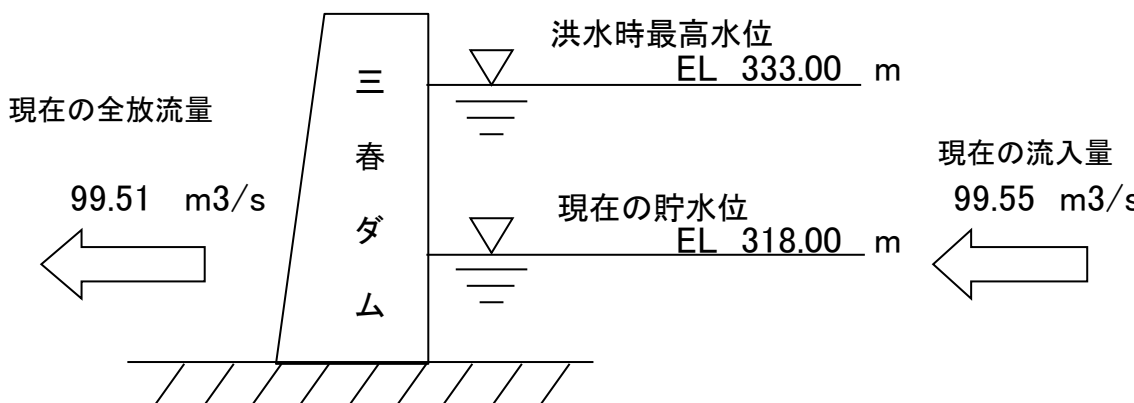 洪水時最高水位
EL 333.00 m
現在の全放流量
99.51 m3/s
三春ダム
現在の貯水位
EL 318.00 m
現在の流入量
99.55 m3/s